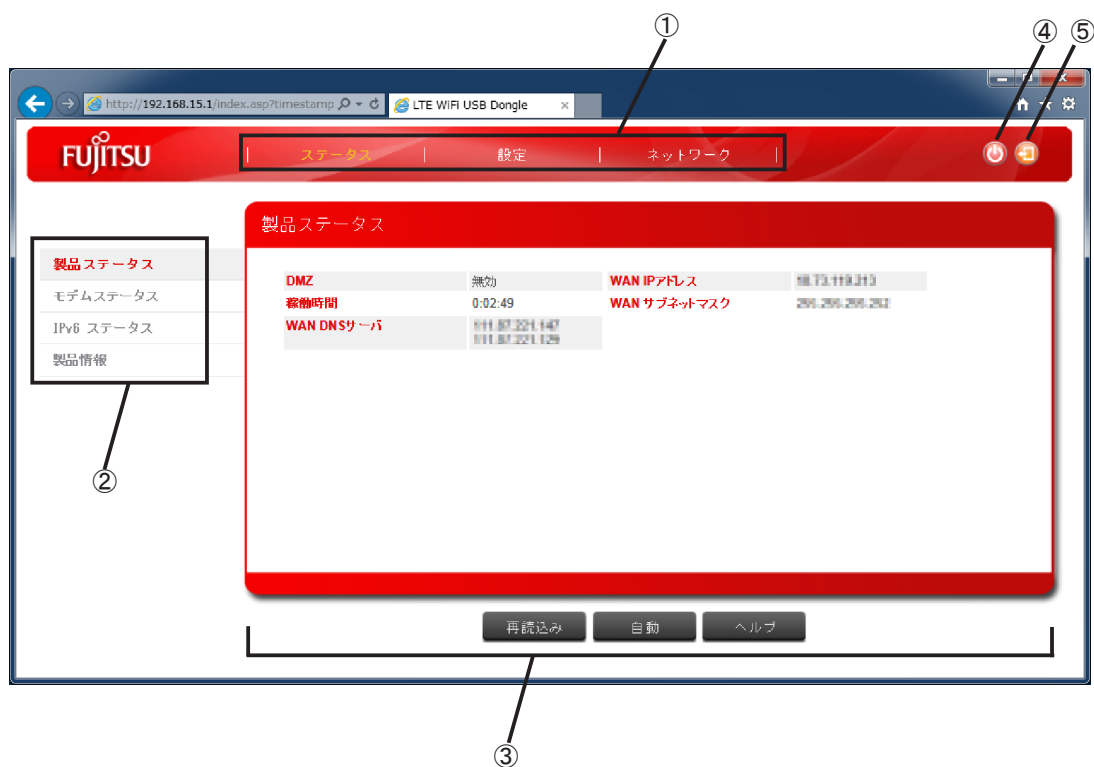 ①
④ ⑤
http://192.168.15.1/index.asp?timestamp
LTE WiFi USB Dongle
FUJITSU
ステータス | 設定 | ネットワーク
製品ステータス
製品ステータス
モデムステータス
IPv6 ステータス
製品情報
DMZ 無効 WAN IPアドレス
稼働時間 0:02:49 WAN サブネットマスク
WAN DNSサーバ
②
再読込み 自動 ヘルプ
③